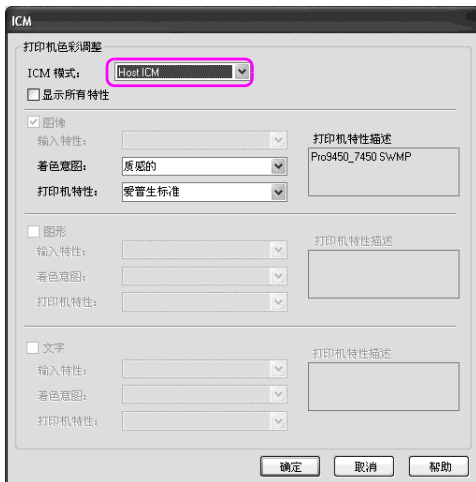 ICM
打印机色彩调整
ICM 模式： Host ICM
显示所有特性
图像
输入特性： 打印机特性描述
着色意图： 质感的 Pro9450_7450 SWMP
打印机特性： 爱普生标准
图形
输入特性： 打印机特性描述
着色意图：
打印机特性：
文字
输入特性： 打印机特性描述
着色意图：
打印机特性：
确定 取消 帮助